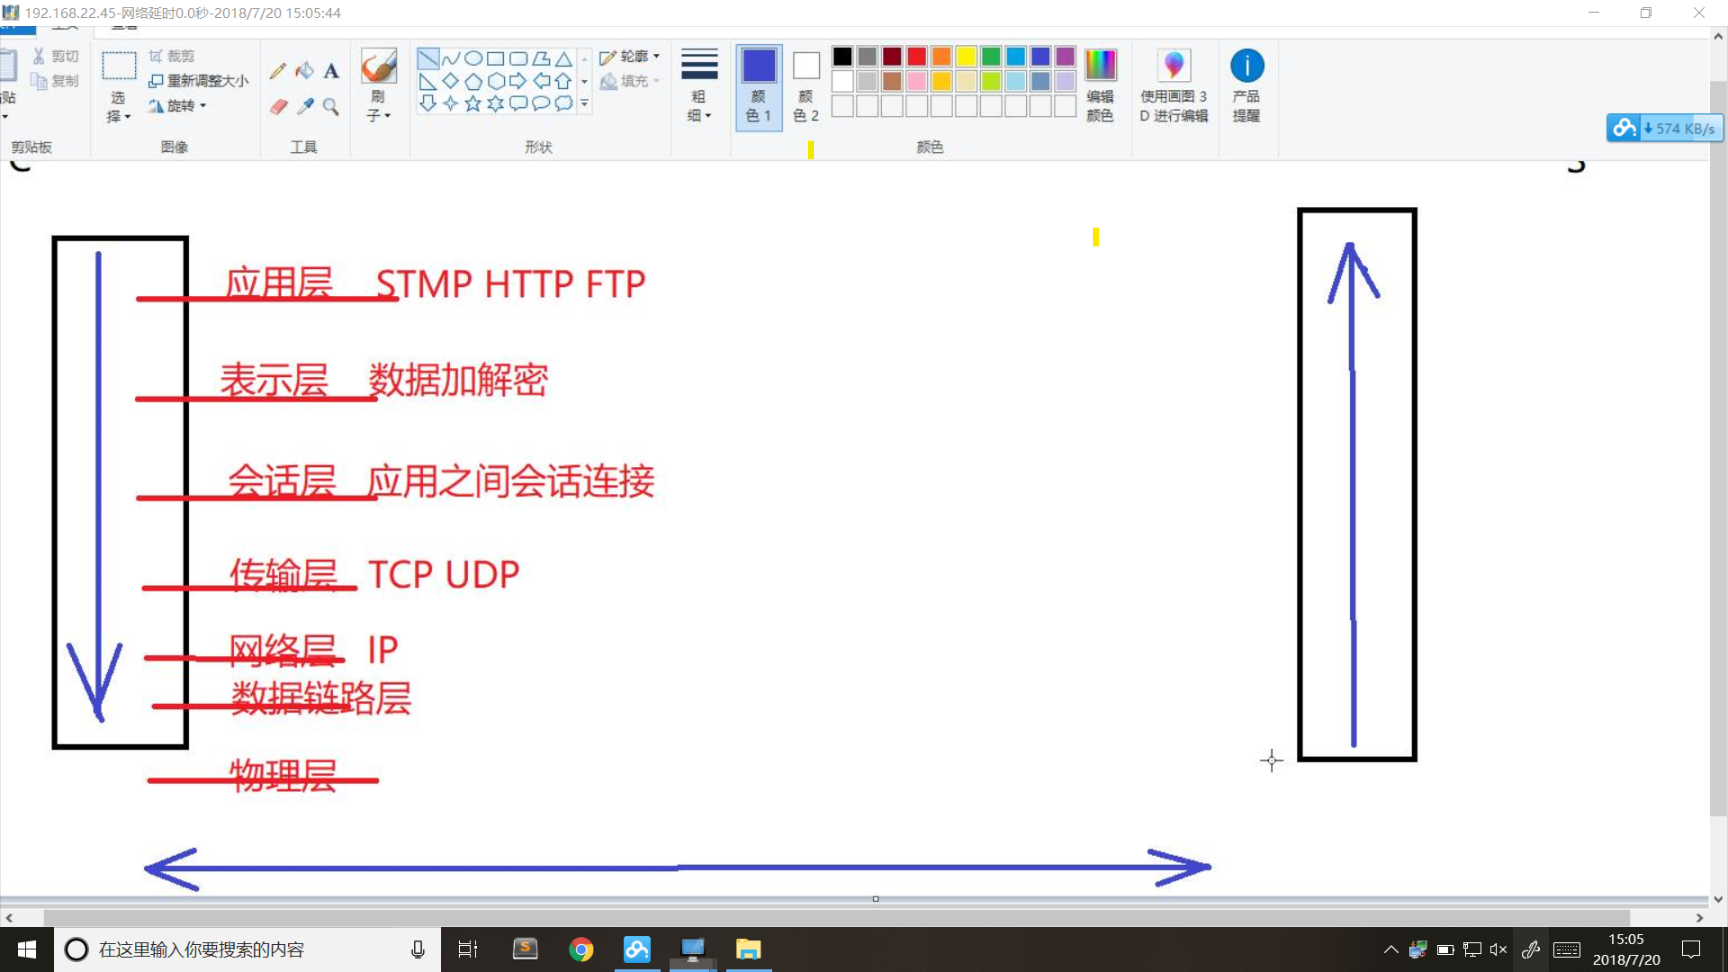 192.168.22.45-网络延时0.0秒-2018/7/20 15:05:44
剪切
裁剪
重新调整大小
复制
旋转
选择
A
刷子
轮廓
填充
粗细
颜色 1
颜色 2
编辑颜色
使用画图 3D 进行编辑
产品提醒
574 KB/s
剪贴板
图像
工具
形状
颜色
应用层 STMP HTTP FTP
表示层 数据加解密
会话层 应用之间会话连接
传输层 TCP UDP
网络层 IP
数据链路层
物理层
在这里输入你要搜索的内容
15:05
2018/7/20